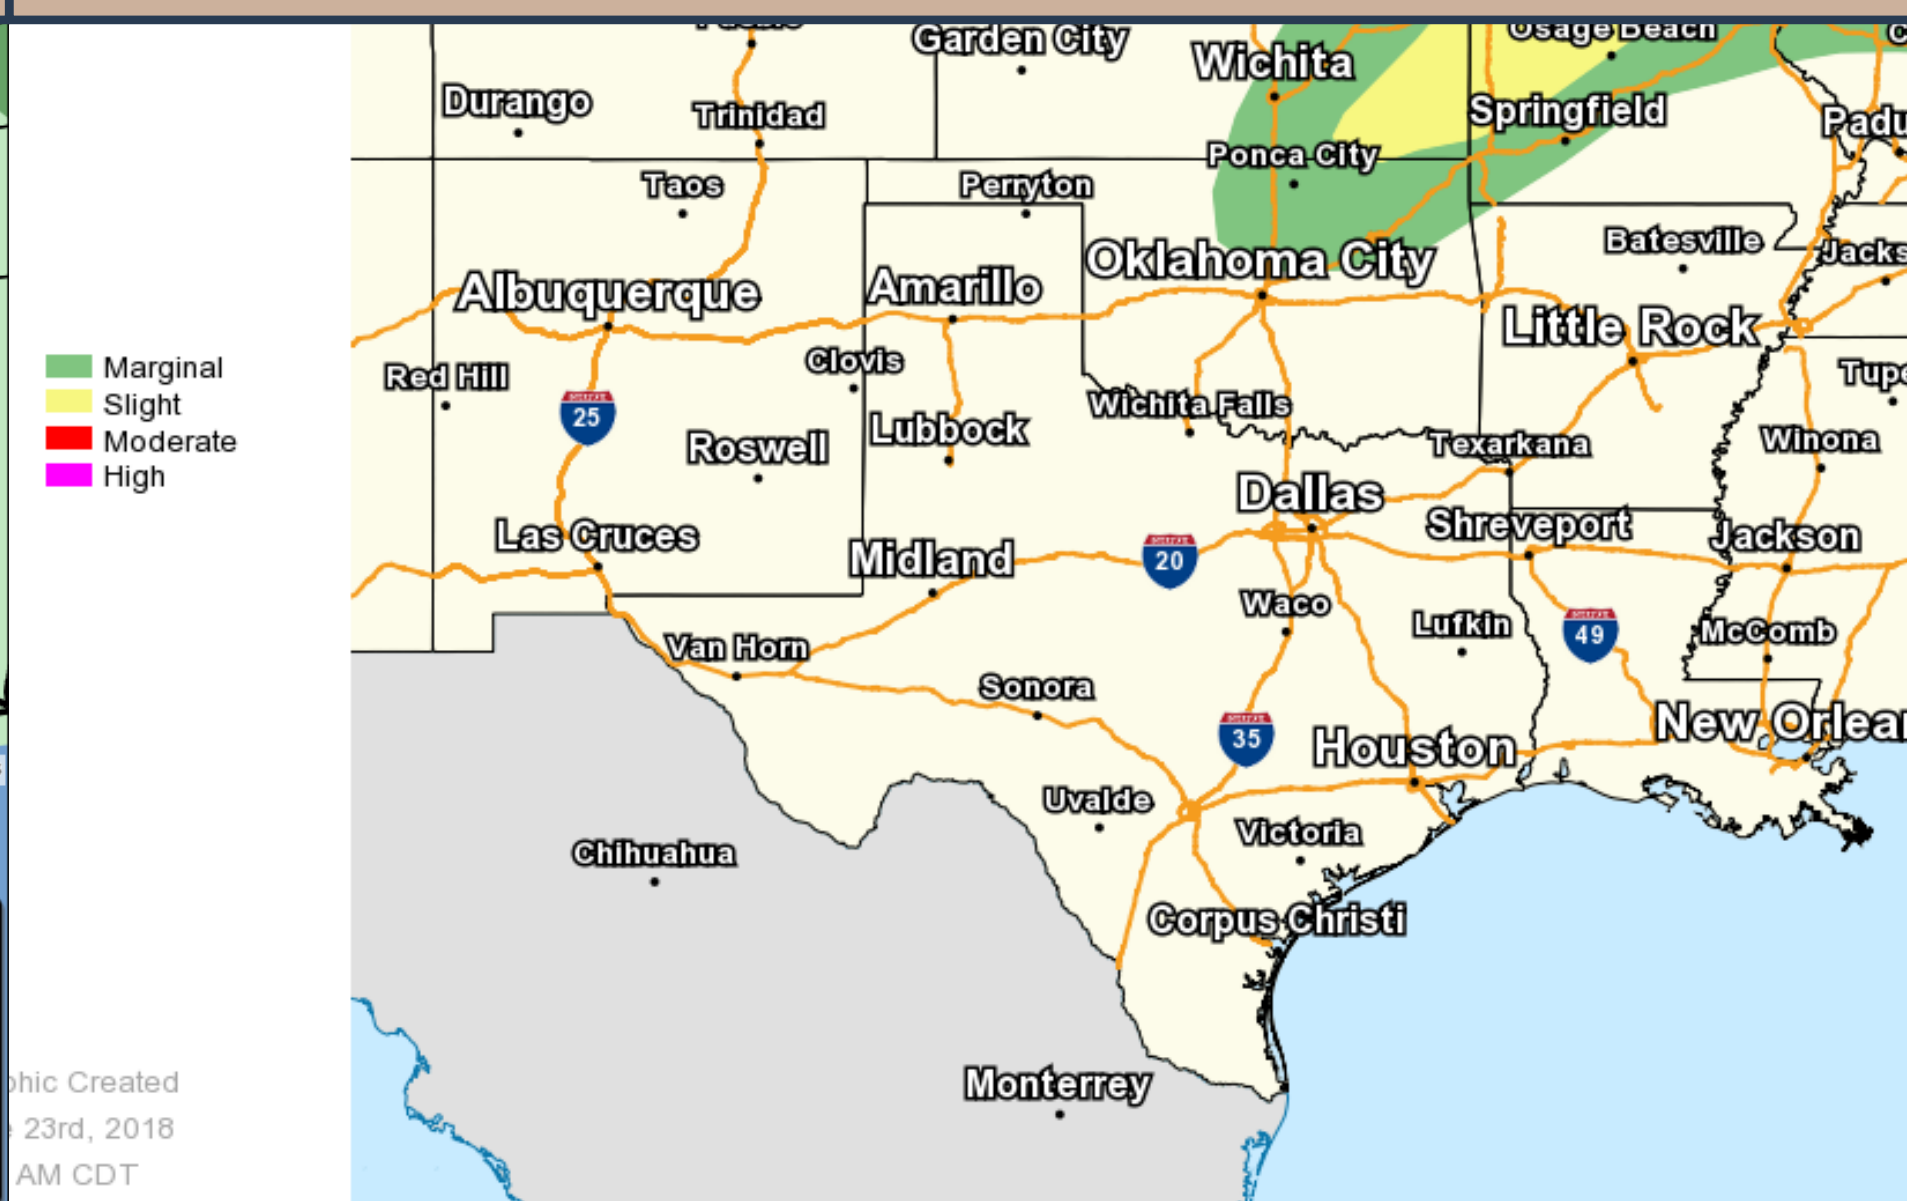 Pueblo
Garden City
Osage Beach
Wichita
Durango
Trinidad
Springfield
Padu
Ponca City
Taos
Perryton
Batesville
Oklahoma City
Jacks
Albuquerque
Amarillo
Little Rock
Clovis
Red Hill
Tupe
Marginal
Slight
Moderate
High
25
Wichita Falls
Lubbock
Roswell
Texarkana
Winona
Dallas
Shreveport
Las Cruces
Jackson
Midland
20
Waco
Lufkin
49
McComb
Van Horn
Sonora
New Orlean
35
Houston
Uvalde
Victoria
Chihuahua
Corpus Christi
Monterrey
phic Created
e 23rd, 2018
AM CDT